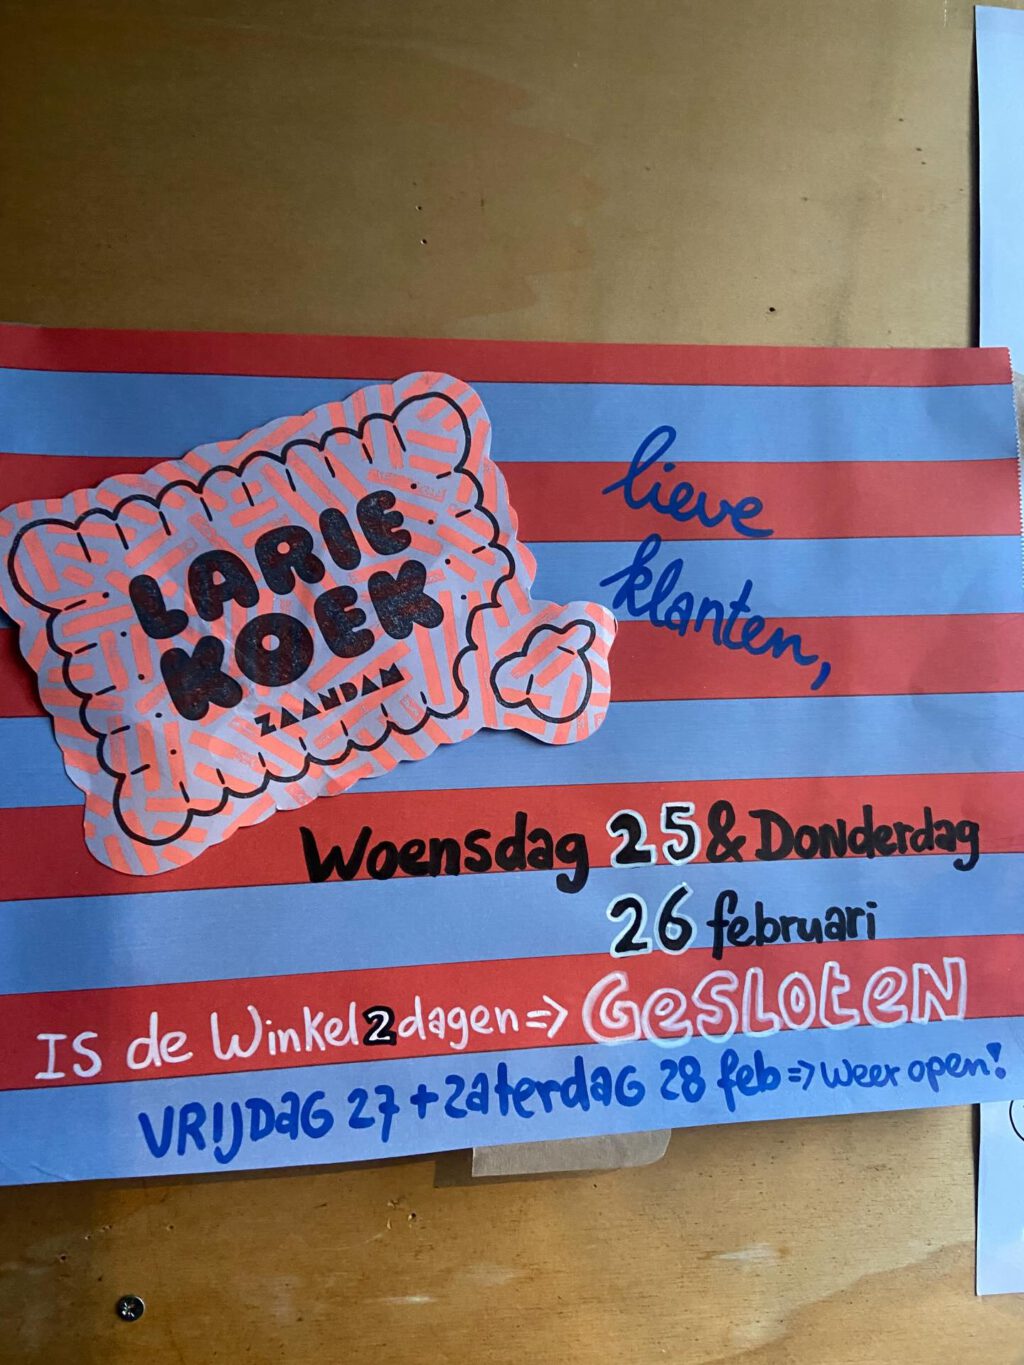 LARIE
KOEK
ZAANDAM
lieve
klanten,
Woensdag 25 & Donderdag
26 februari
IS de Winkel 2 dagen => GESLOTEN
VRIJDAG 27 + Zaterdag 28 feb => weer open!